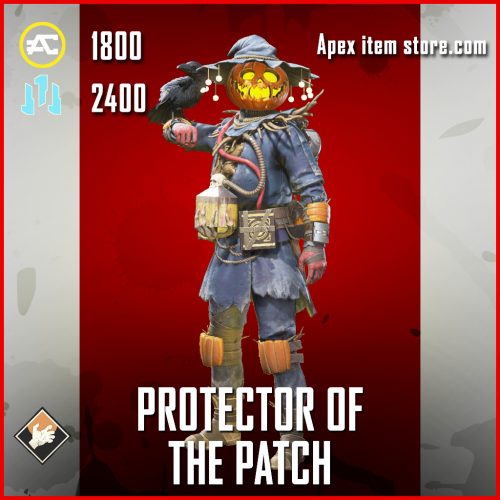 1800
2400
Apex item store.com
PROTECTOR OF
THE PATCH